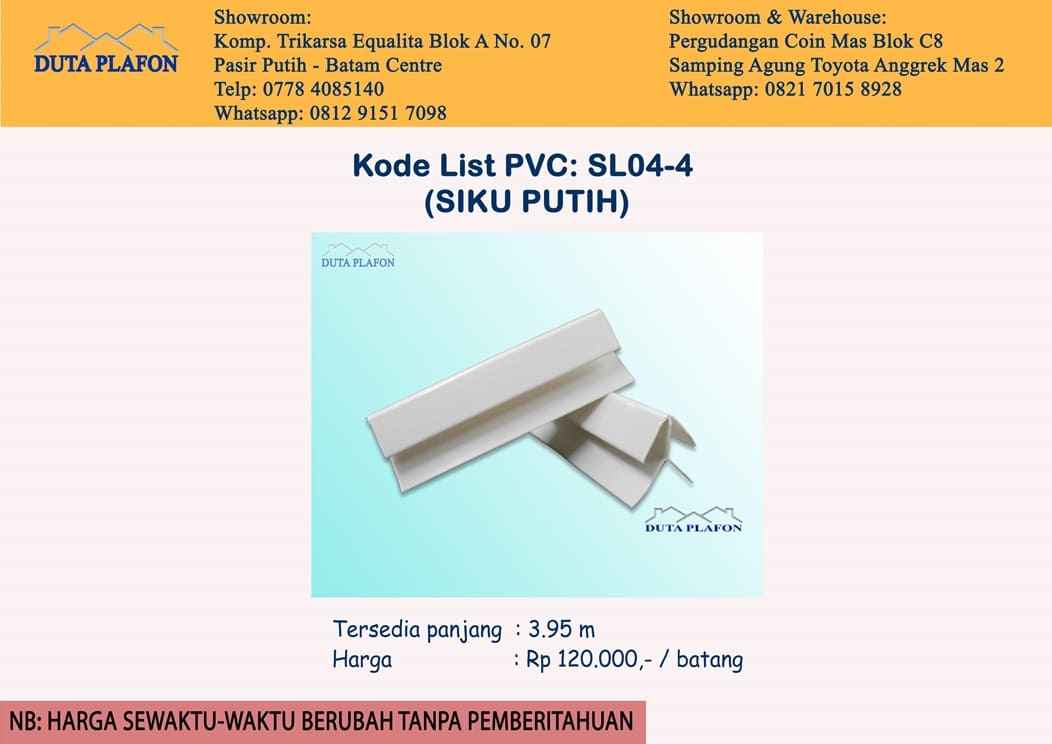 DUTA PLAFON
Showroom:
Komp. Trikarsa Equalita Blok A No. 07
Pasir Putih - Batam Centre
Telp: 0778 4085140
Whatsapp: 0812 9151 7098
Showroom & Warehouse:
Pergudangan Coin Mas Blok C8
Samping Agung Toyota Anggrek Mas 2
Whatsapp: 0821 7015 8928
Kode List PVC: SL04-4
(SIKU PUTIH)
DUTA PLAFON
DUTA PLAFON
Tersedia panjang : 3.95 m
Harga : Rp 120.000,- / batang
NB: HARGA SEWAKTU-WAKTU BERUBAH TANPA PEMBERITAHUAN